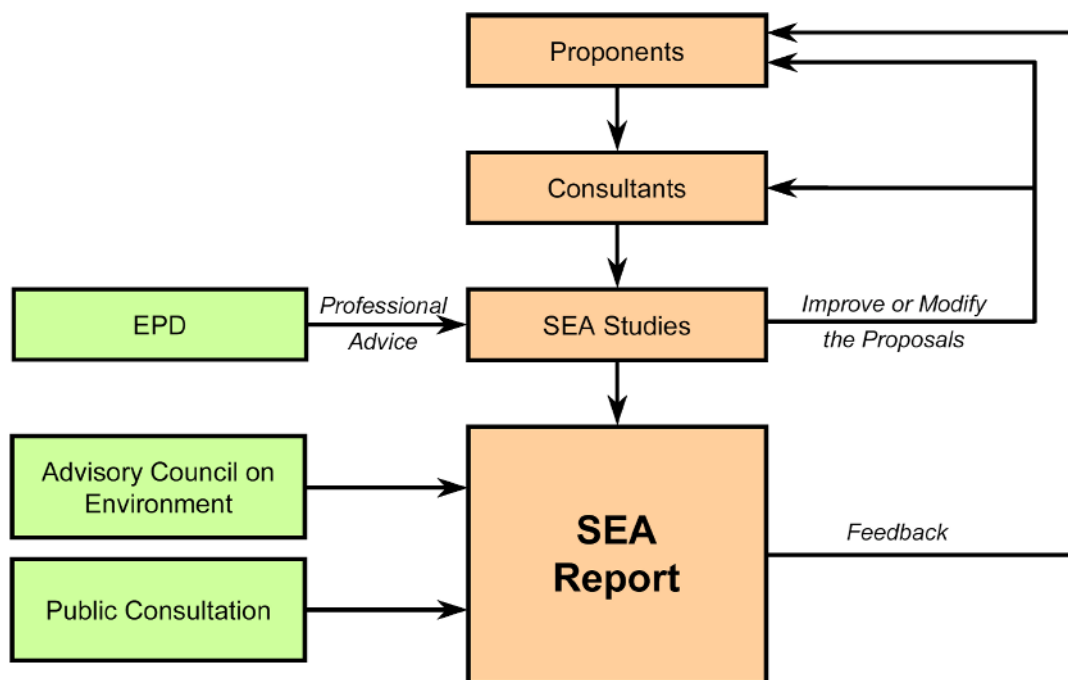 Proponents
Consultants
EPD
Professional
Advice
SEA Studies
Improve or Modify
the Proposals
Advisory Council on
Environment
SEA
Report
Feedback
Public Consultation